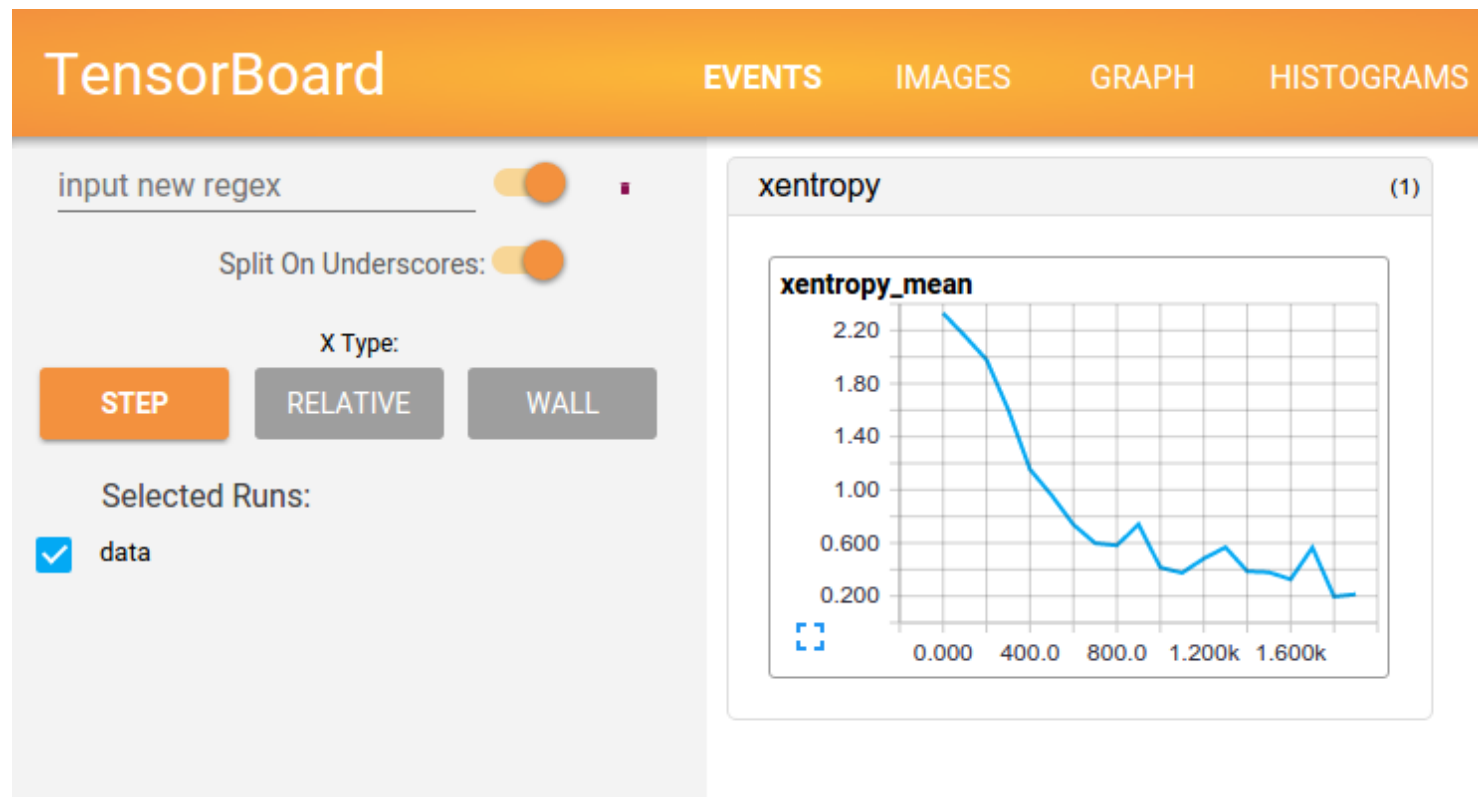 TensorBoard EVENTS IMAGES GRAPH HISTOGRAMS
input new regex
Split On Underscores:
X Type:
STEP RELATIVE WALL
Selected Runs:
data
xentropy (1)
xentropy_mean
2.20
1.80
1.40
1.00
0.600
0.200
0.000 400.0 800.0 1.200k 1.600k